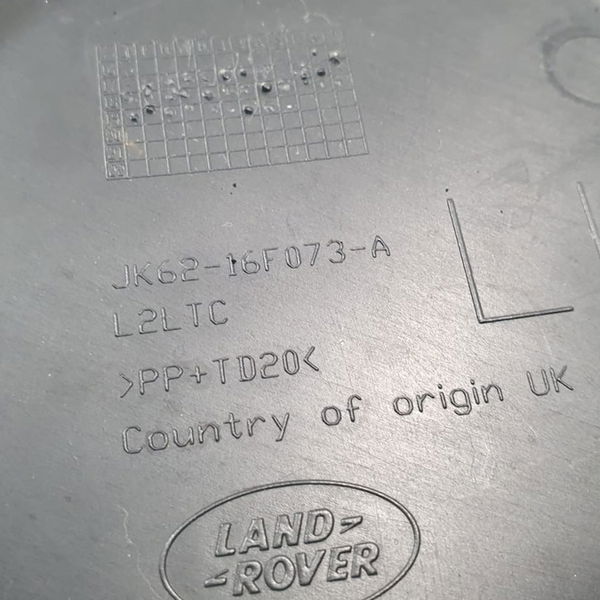 JK62-16F073-A
L2LTC
>PP+TD20<
Country of origin UK
L
LAND-
-ROVER